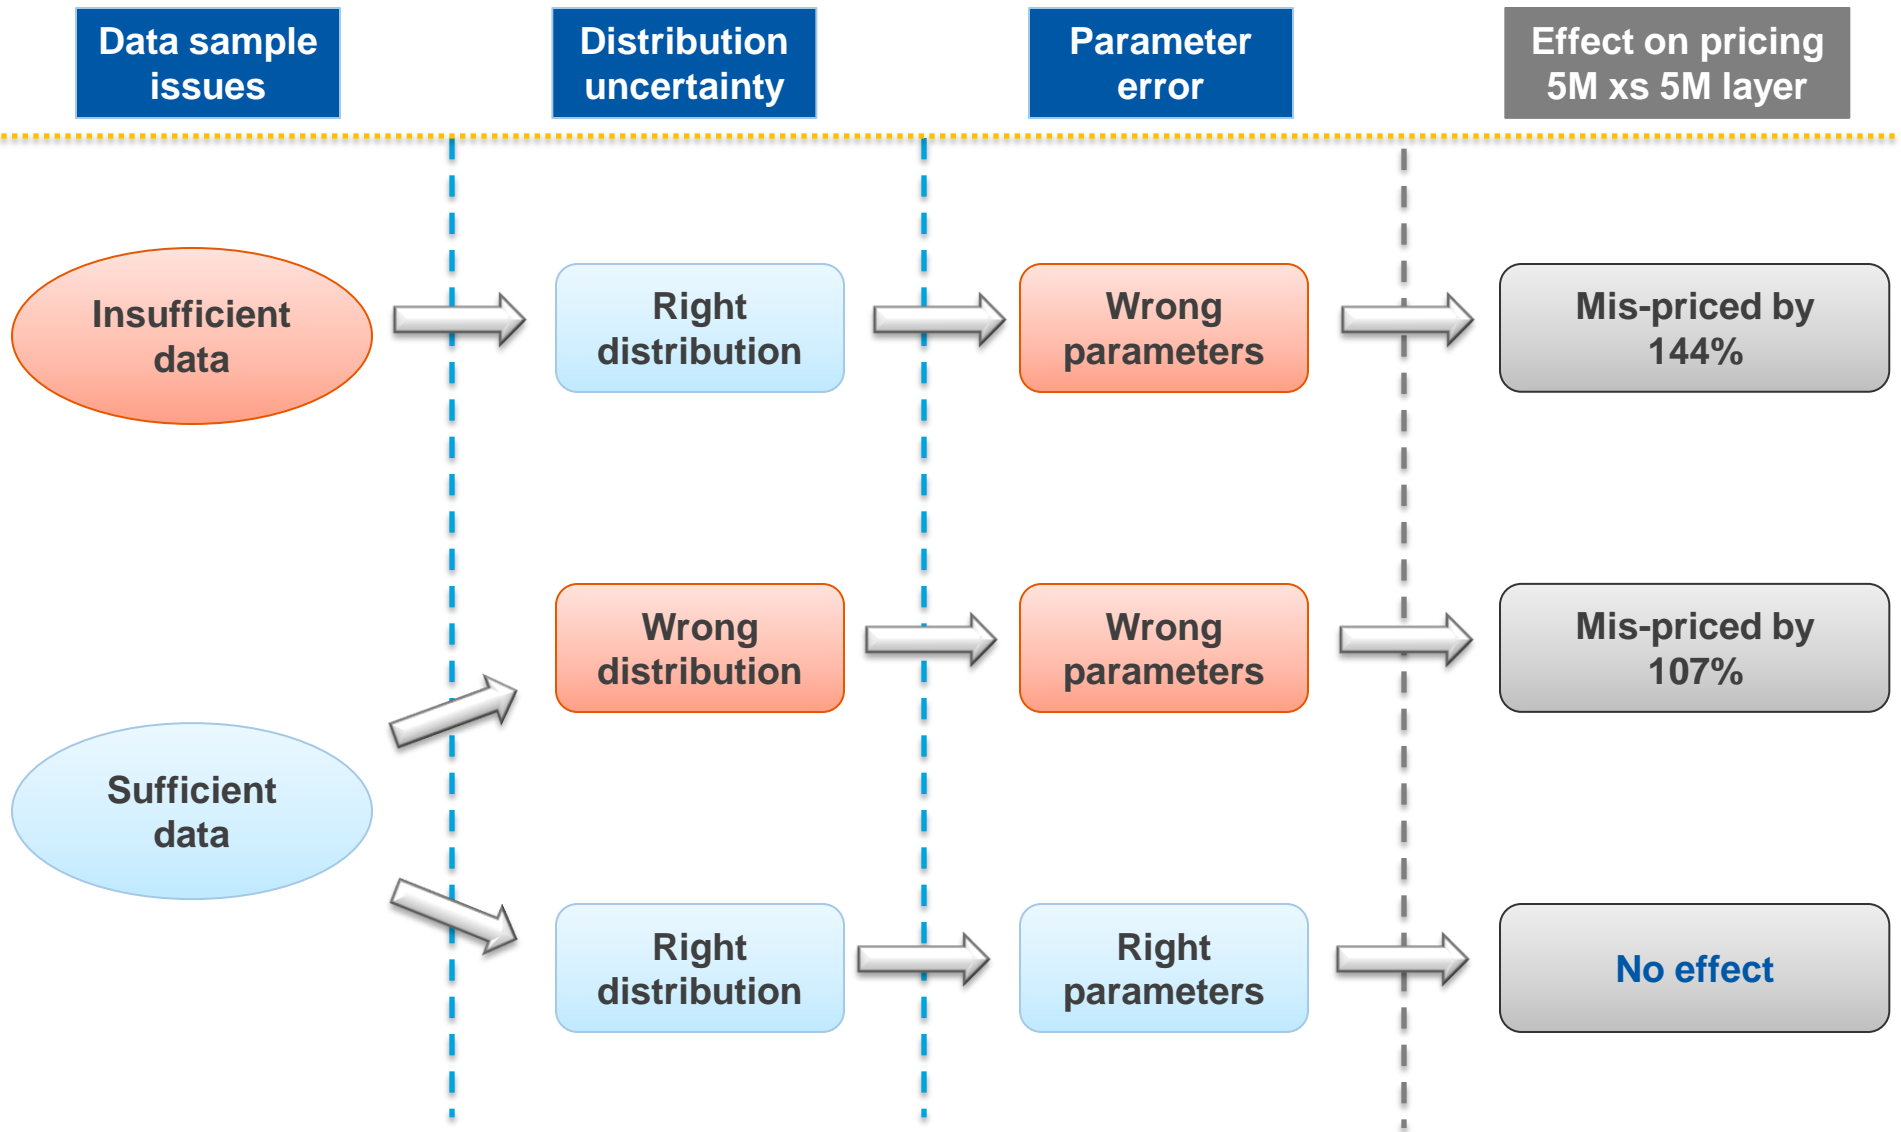 Data sample
issues
Distribution
uncertainty
Parameter
error
Effect on pricing
5M xs 5M layer
Insufficient
data
Right
distribution
Wrong
parameters
Mis-priced by
144%
Sufficient
data
Wrong
distribution
Wrong
parameters
Mis-priced by
107%
Right
distribution
Right
parameters
No effect